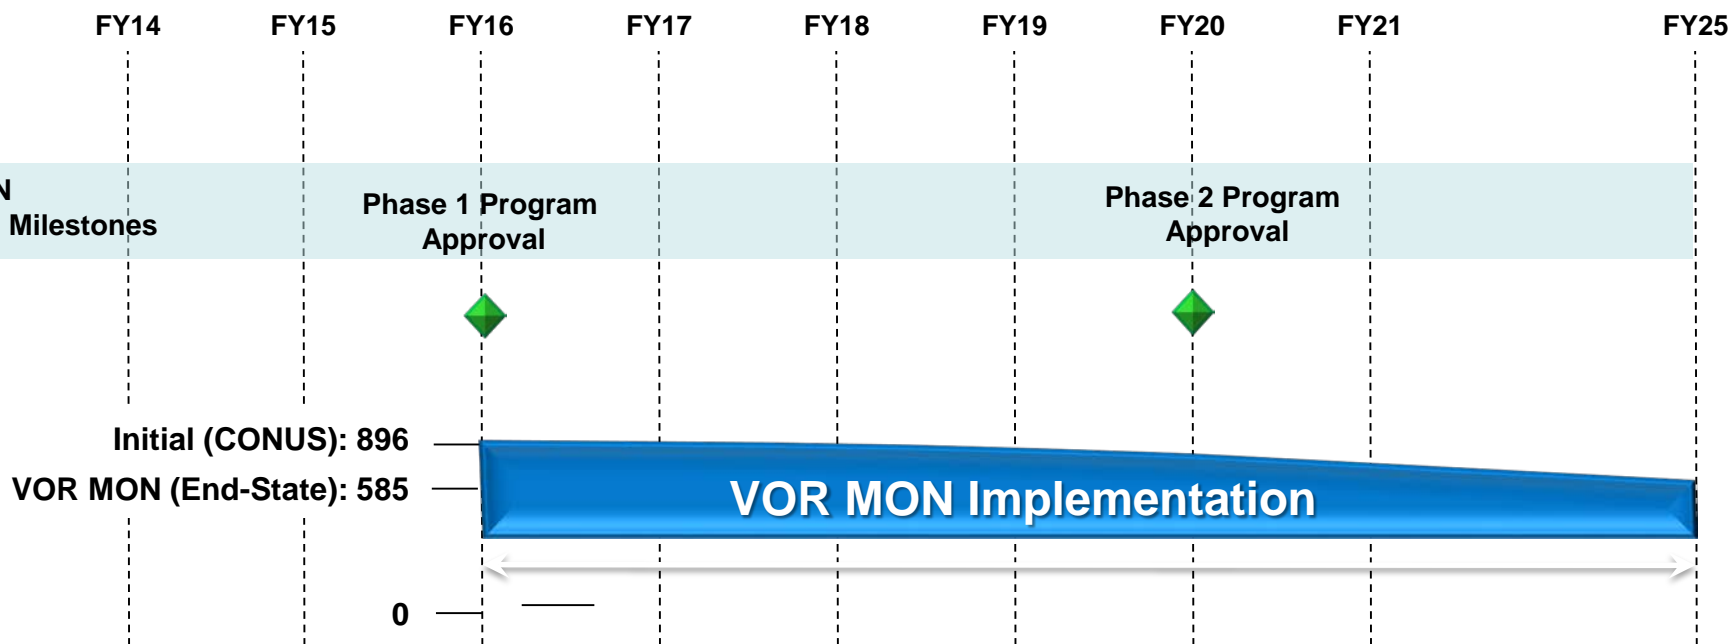 FY14 FY15 FY16 FY17 FY18 FY19 FY20 FY21 FY25
Milestones
Phase 1 Program
Approval
Phase 2 Program
Approval
Initial (CONUS): 896
VOR MON (End-State): 585
VOR MON Implementation
0